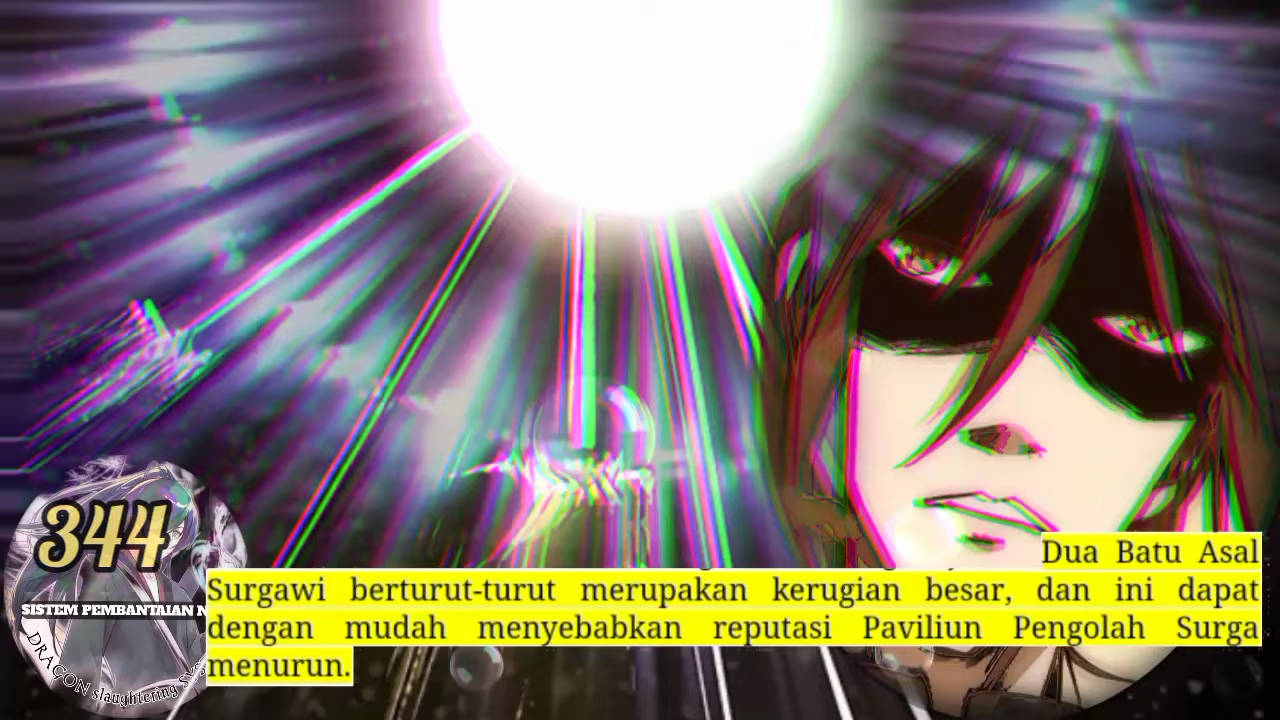 344
SISTEM PEMBANTAIAN N
DRAGON slaughtering
Dua Batu Asal
Surgawi berturut-turut merupakan kerugian besar, dan ini dapat
dengan mudah menyebabkan reputasi Paviliun Pengolah Surga
menurun.